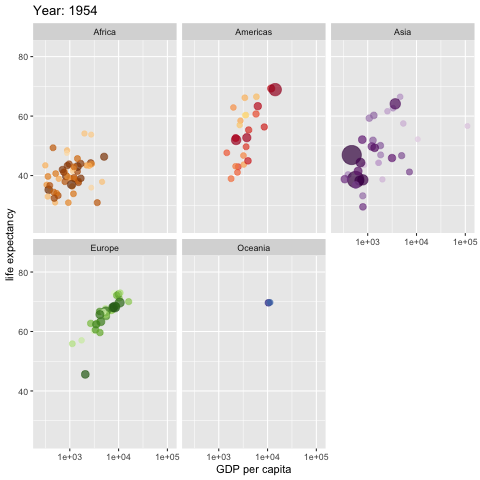 Year: 1954
Africa
Americas
Asia
80
60
40
1e+03 1e+04 1e+05
Europe
Oceania
80
60
40
1e+03 1e+04 1e+05
1e+03 1e+04 1e+05
life expectancy
GDP per capita